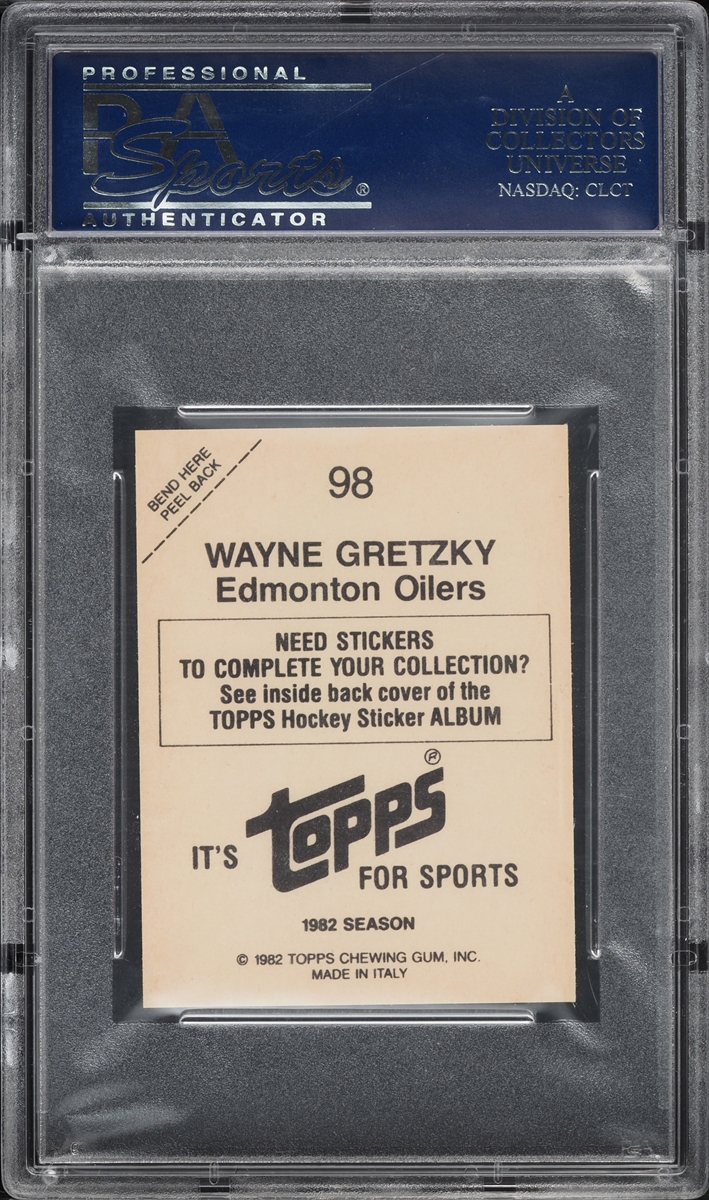 PROFESSIONAL
PSA
Sports®
AUTHENTICATOR
A
DIVISION OF
COLLECTORS
UNIVERSE
NASDAQ: CLCT
BEND HERE
PEEL BACK
98
WAYNE GRETZKY
Edmonton Oilers
NEED STICKERS
TO COMPLETE YOUR COLLECTION?
See inside back cover of the
TOPPS Hockey Sticker ALBUM
IT'S topps® FOR SPORTS
1982 SEASON
© 1982 TOPPS CHEWING GUM, INC.
MADE IN ITALY